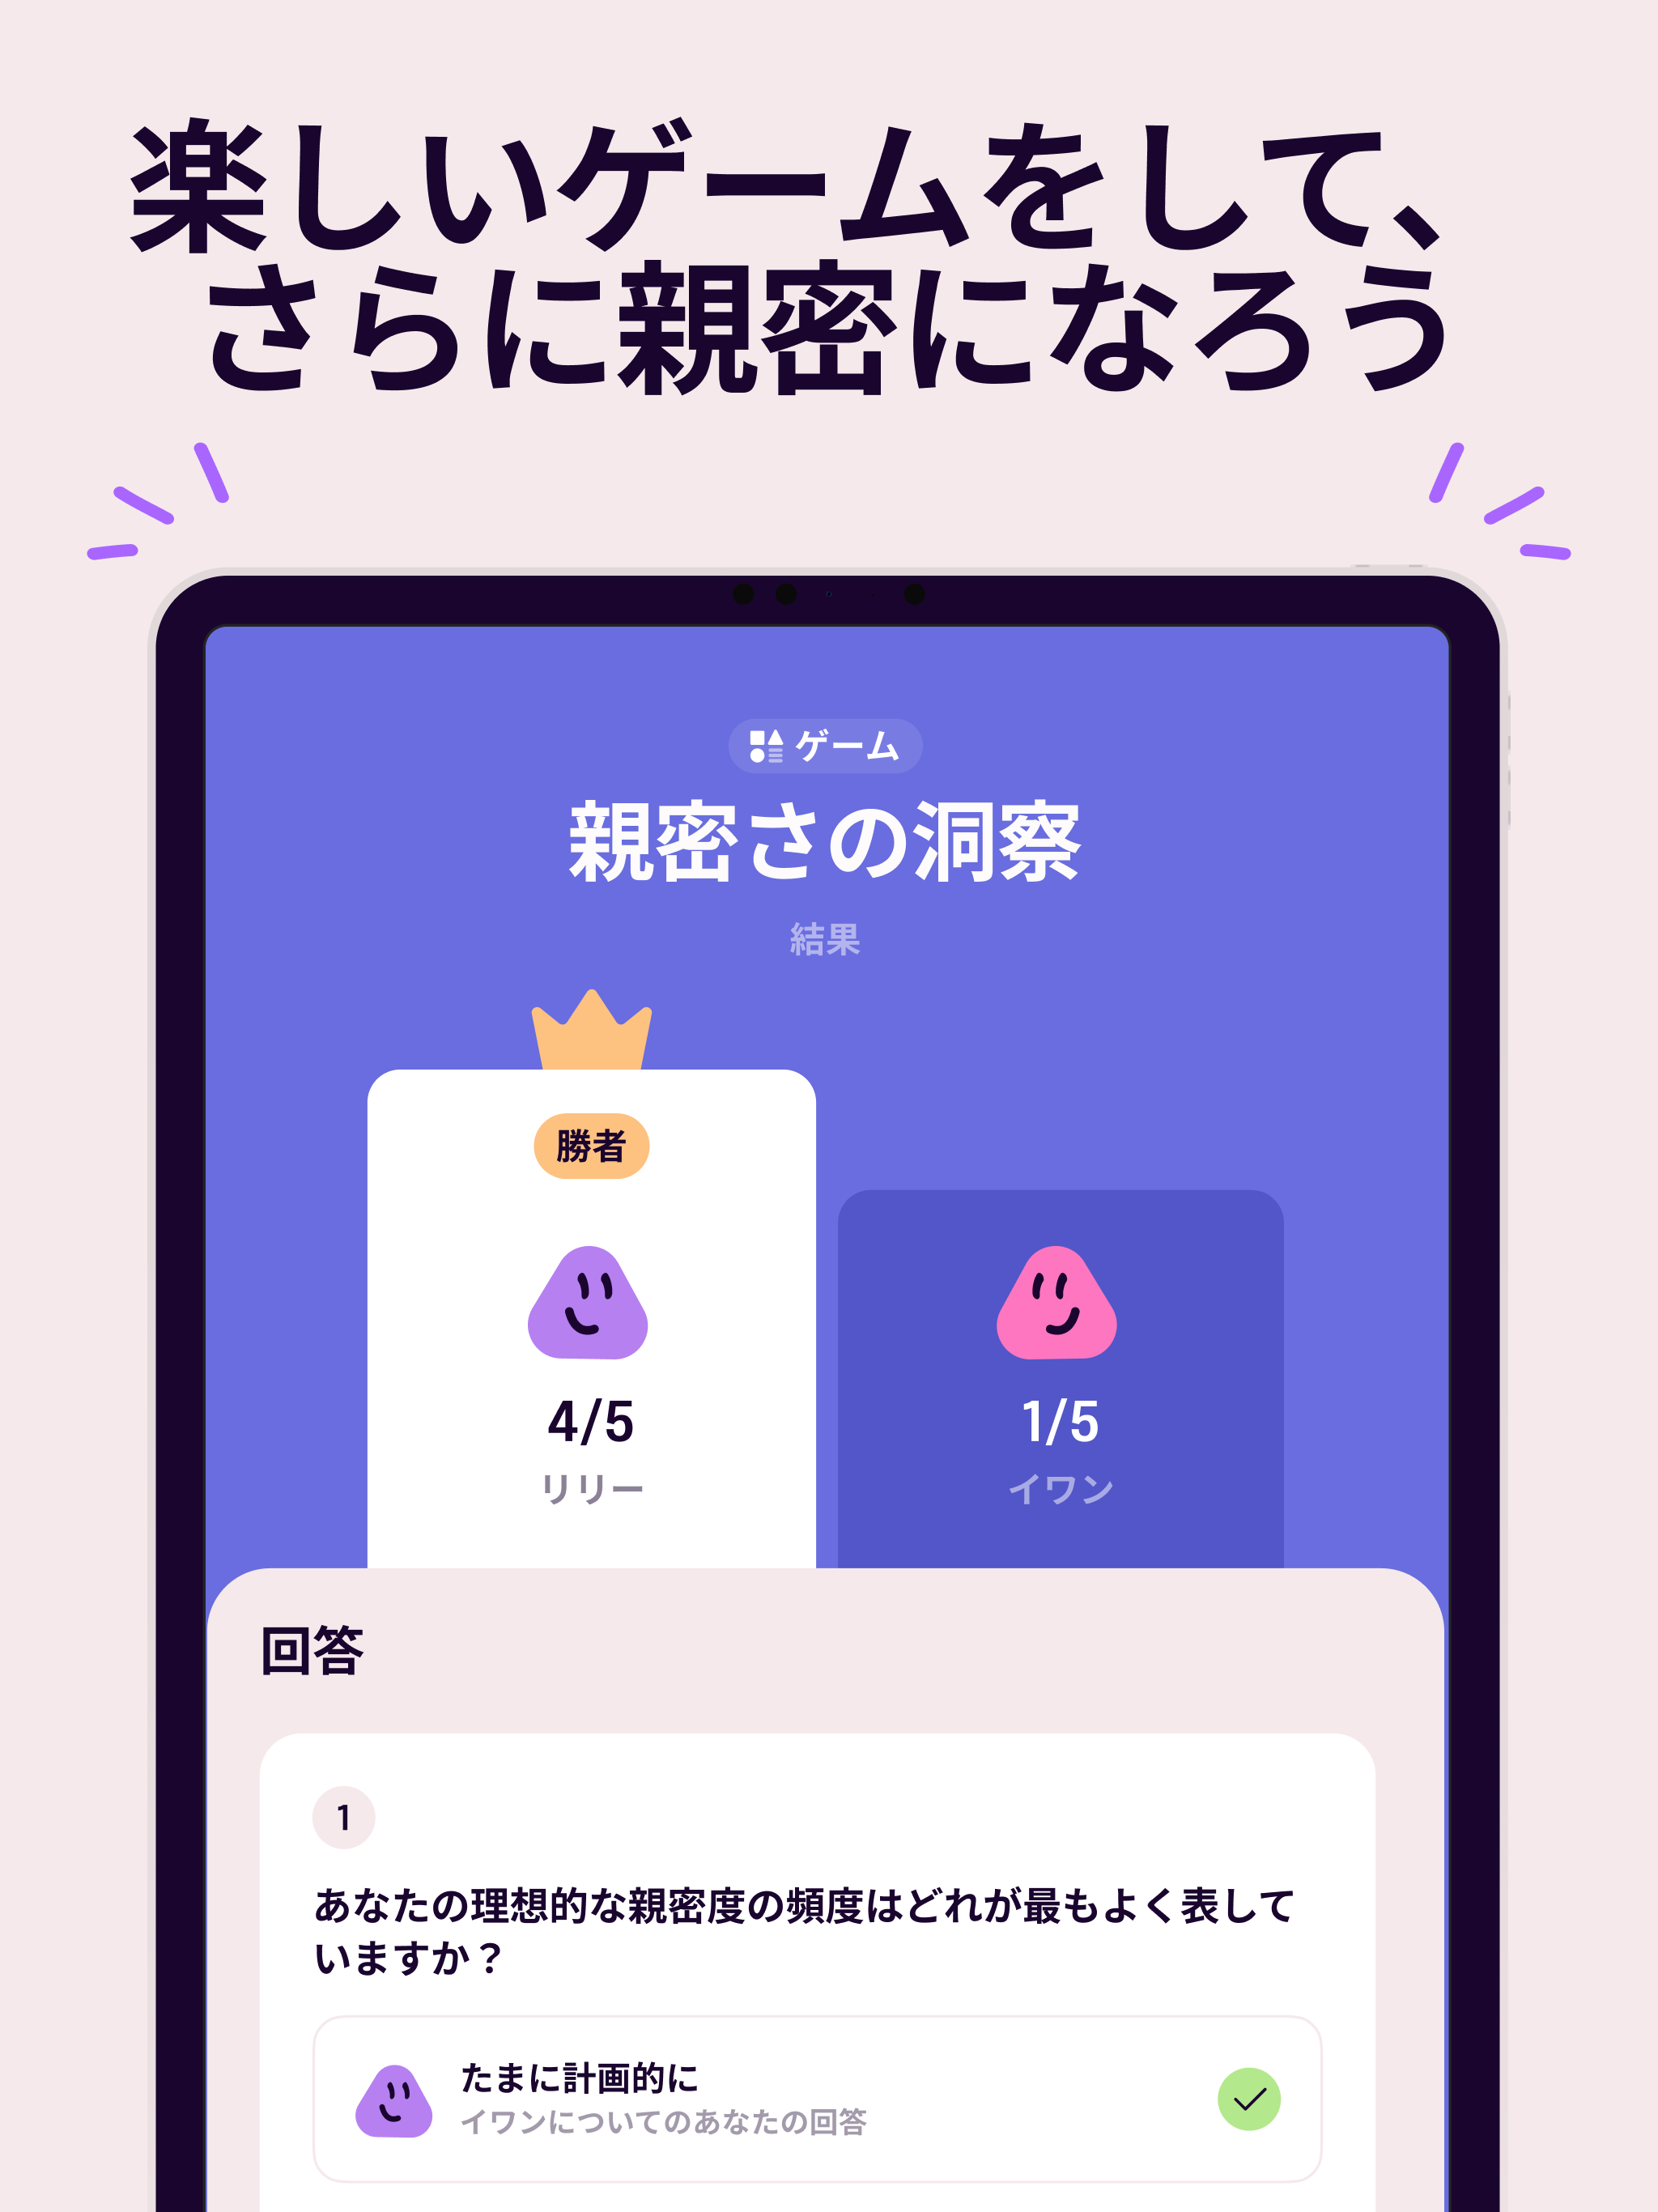 楽しいゲームをして、
さらに親密になろう
ゲーム
親密さの洞察
結果
勝者
4/5
リリー
1/5
イワン
回答
1
あなたの理想的な親密度の頻度はどれが最もよく表して
いますか？
たまに計画的に
イワンについてのあなたの回答